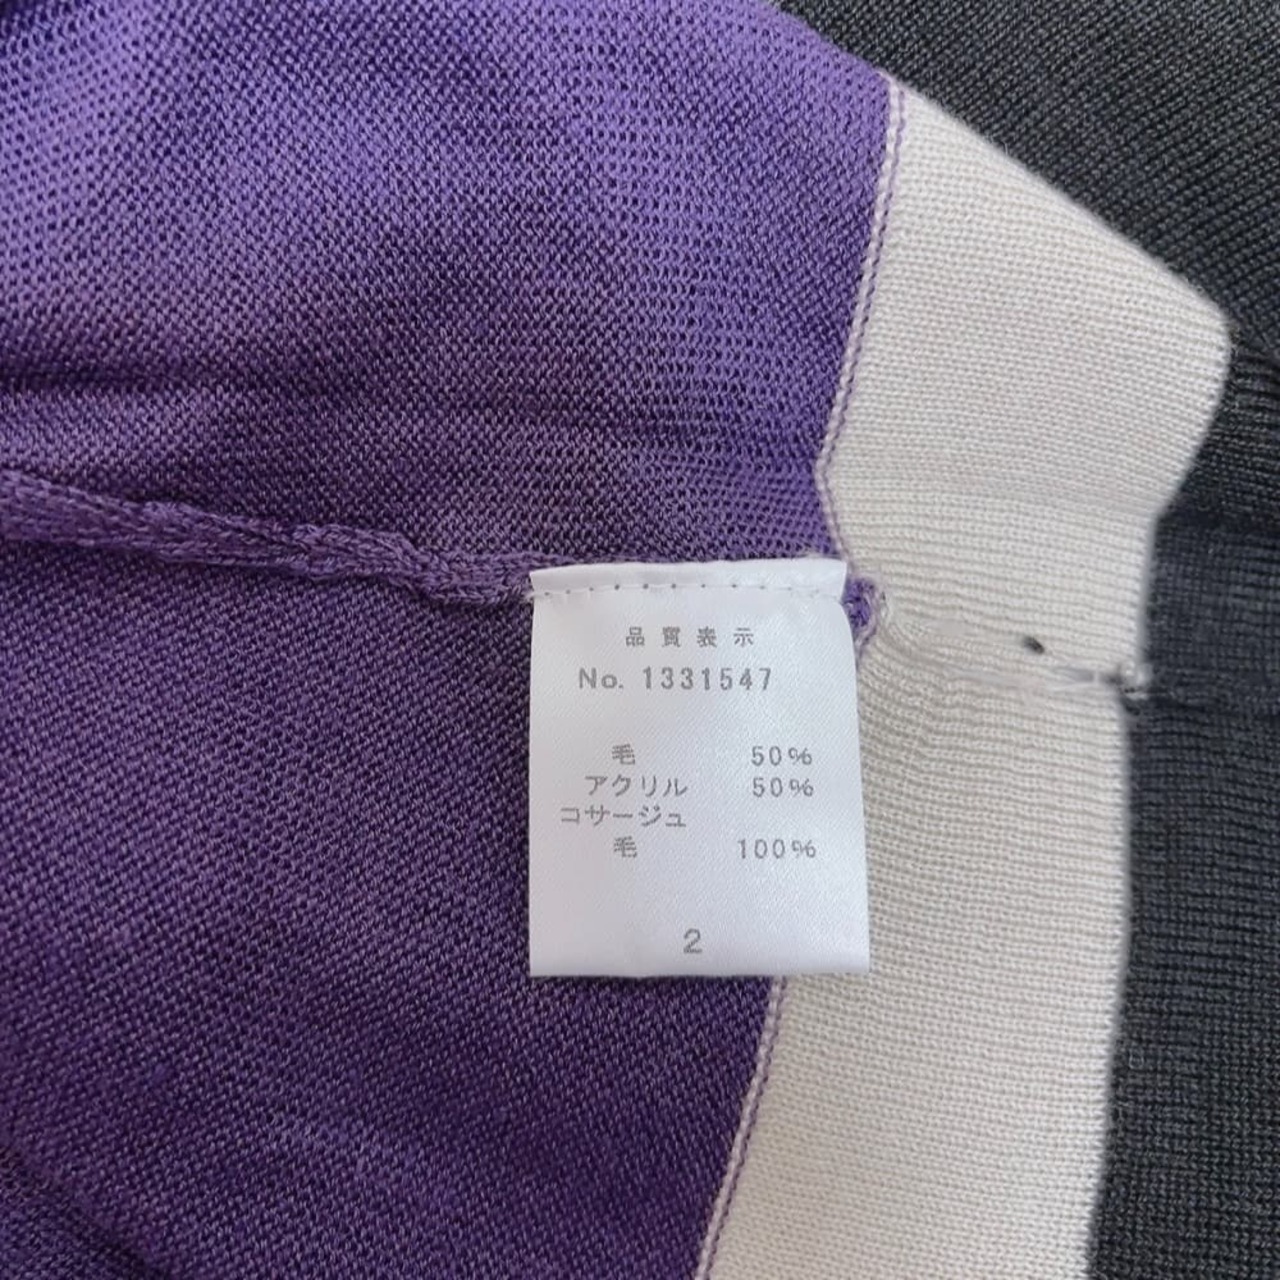 品質表示
No. 1331547
毛 50%
アクリル 50%
コサージュ
毛 100%
2